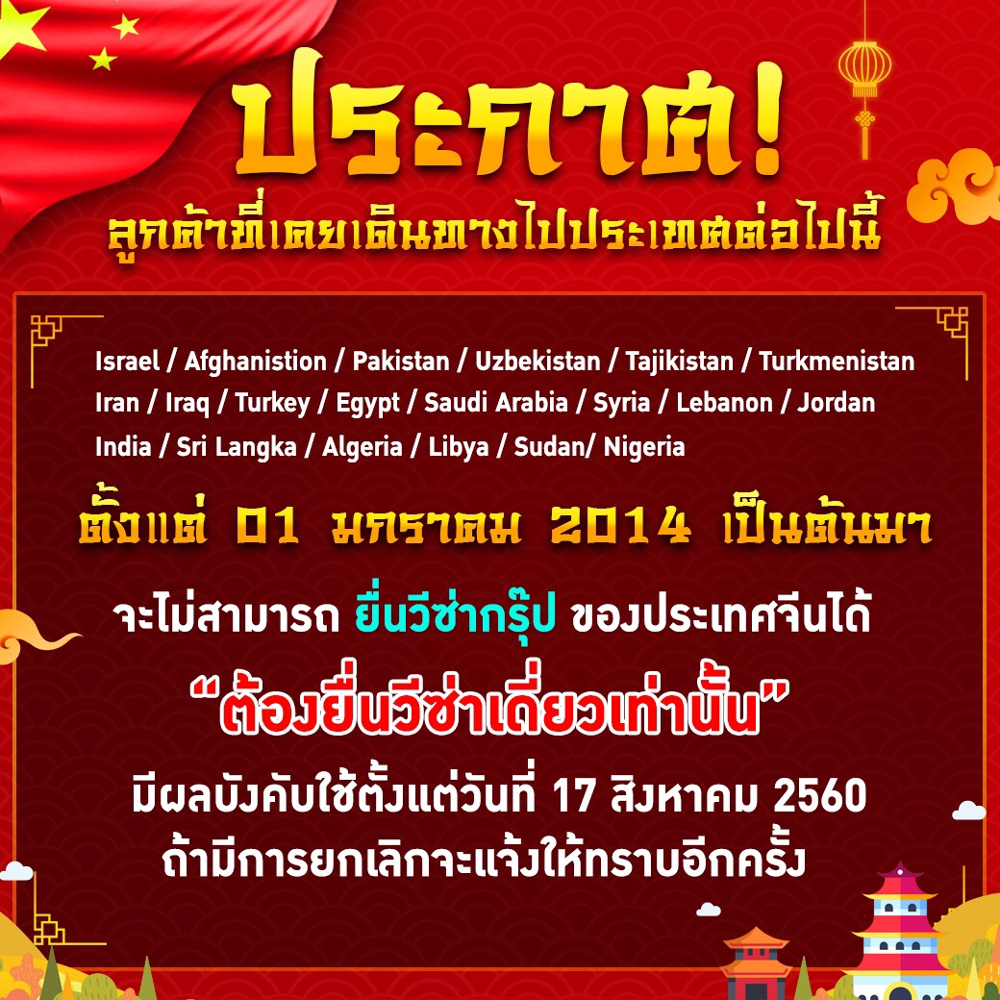 ประกาศ!
ลูกค้าที่เคยเดินทางไปประเทศต่อไปนี้
Israel / Afghanistion / Pakistan / Uzbekistan / Tajikistan / Turkmenistan
Iran / Iraq / Turkey / Egypt / Saudi Arabia / Syria / Lebanon / Jordan
India / Sri Langka / Algeria / Libya / Sudan/ Nigeria
ตั้งแต่ 01 มกราคม 2014 เป็นต้นมา
จะไม่สามารถ ยื่นวีซ่ากรุ๊ป ของประเทศจีนได้
“ต้องยื่นวีซ่าเดี่ยวเท่านั้น”
มีผลบังคับใช้ตั้งแต่วันที่ 17 สิงหาคม 2560
ถ้ามีการยกเลิกจะแจ้งให้ทราบอีกครั้ง